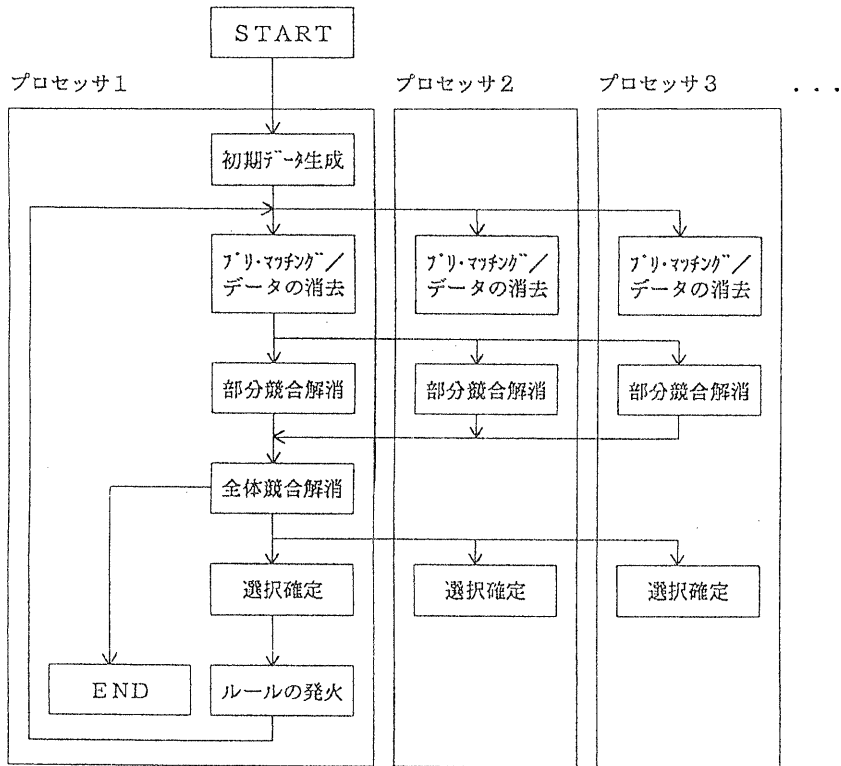 START
プロセッサ1
プロセッサ2
プロセッサ3
...
初期ﾃﾞｰﾀ生成
ﾌﾟﾘ・ﾏｯﾁﾝｸﾞ／
データの消去
ﾌﾟﾘ・ﾏｯﾁﾝｸﾞ／
データの消去
ﾌﾟﾘ・ﾏｯﾁﾝｸﾞ／
データの消去
部分競合解消
部分競合解消
部分競合解消
全体競合解消
選択確定
選択確定
選択確定
END
ルールの発火